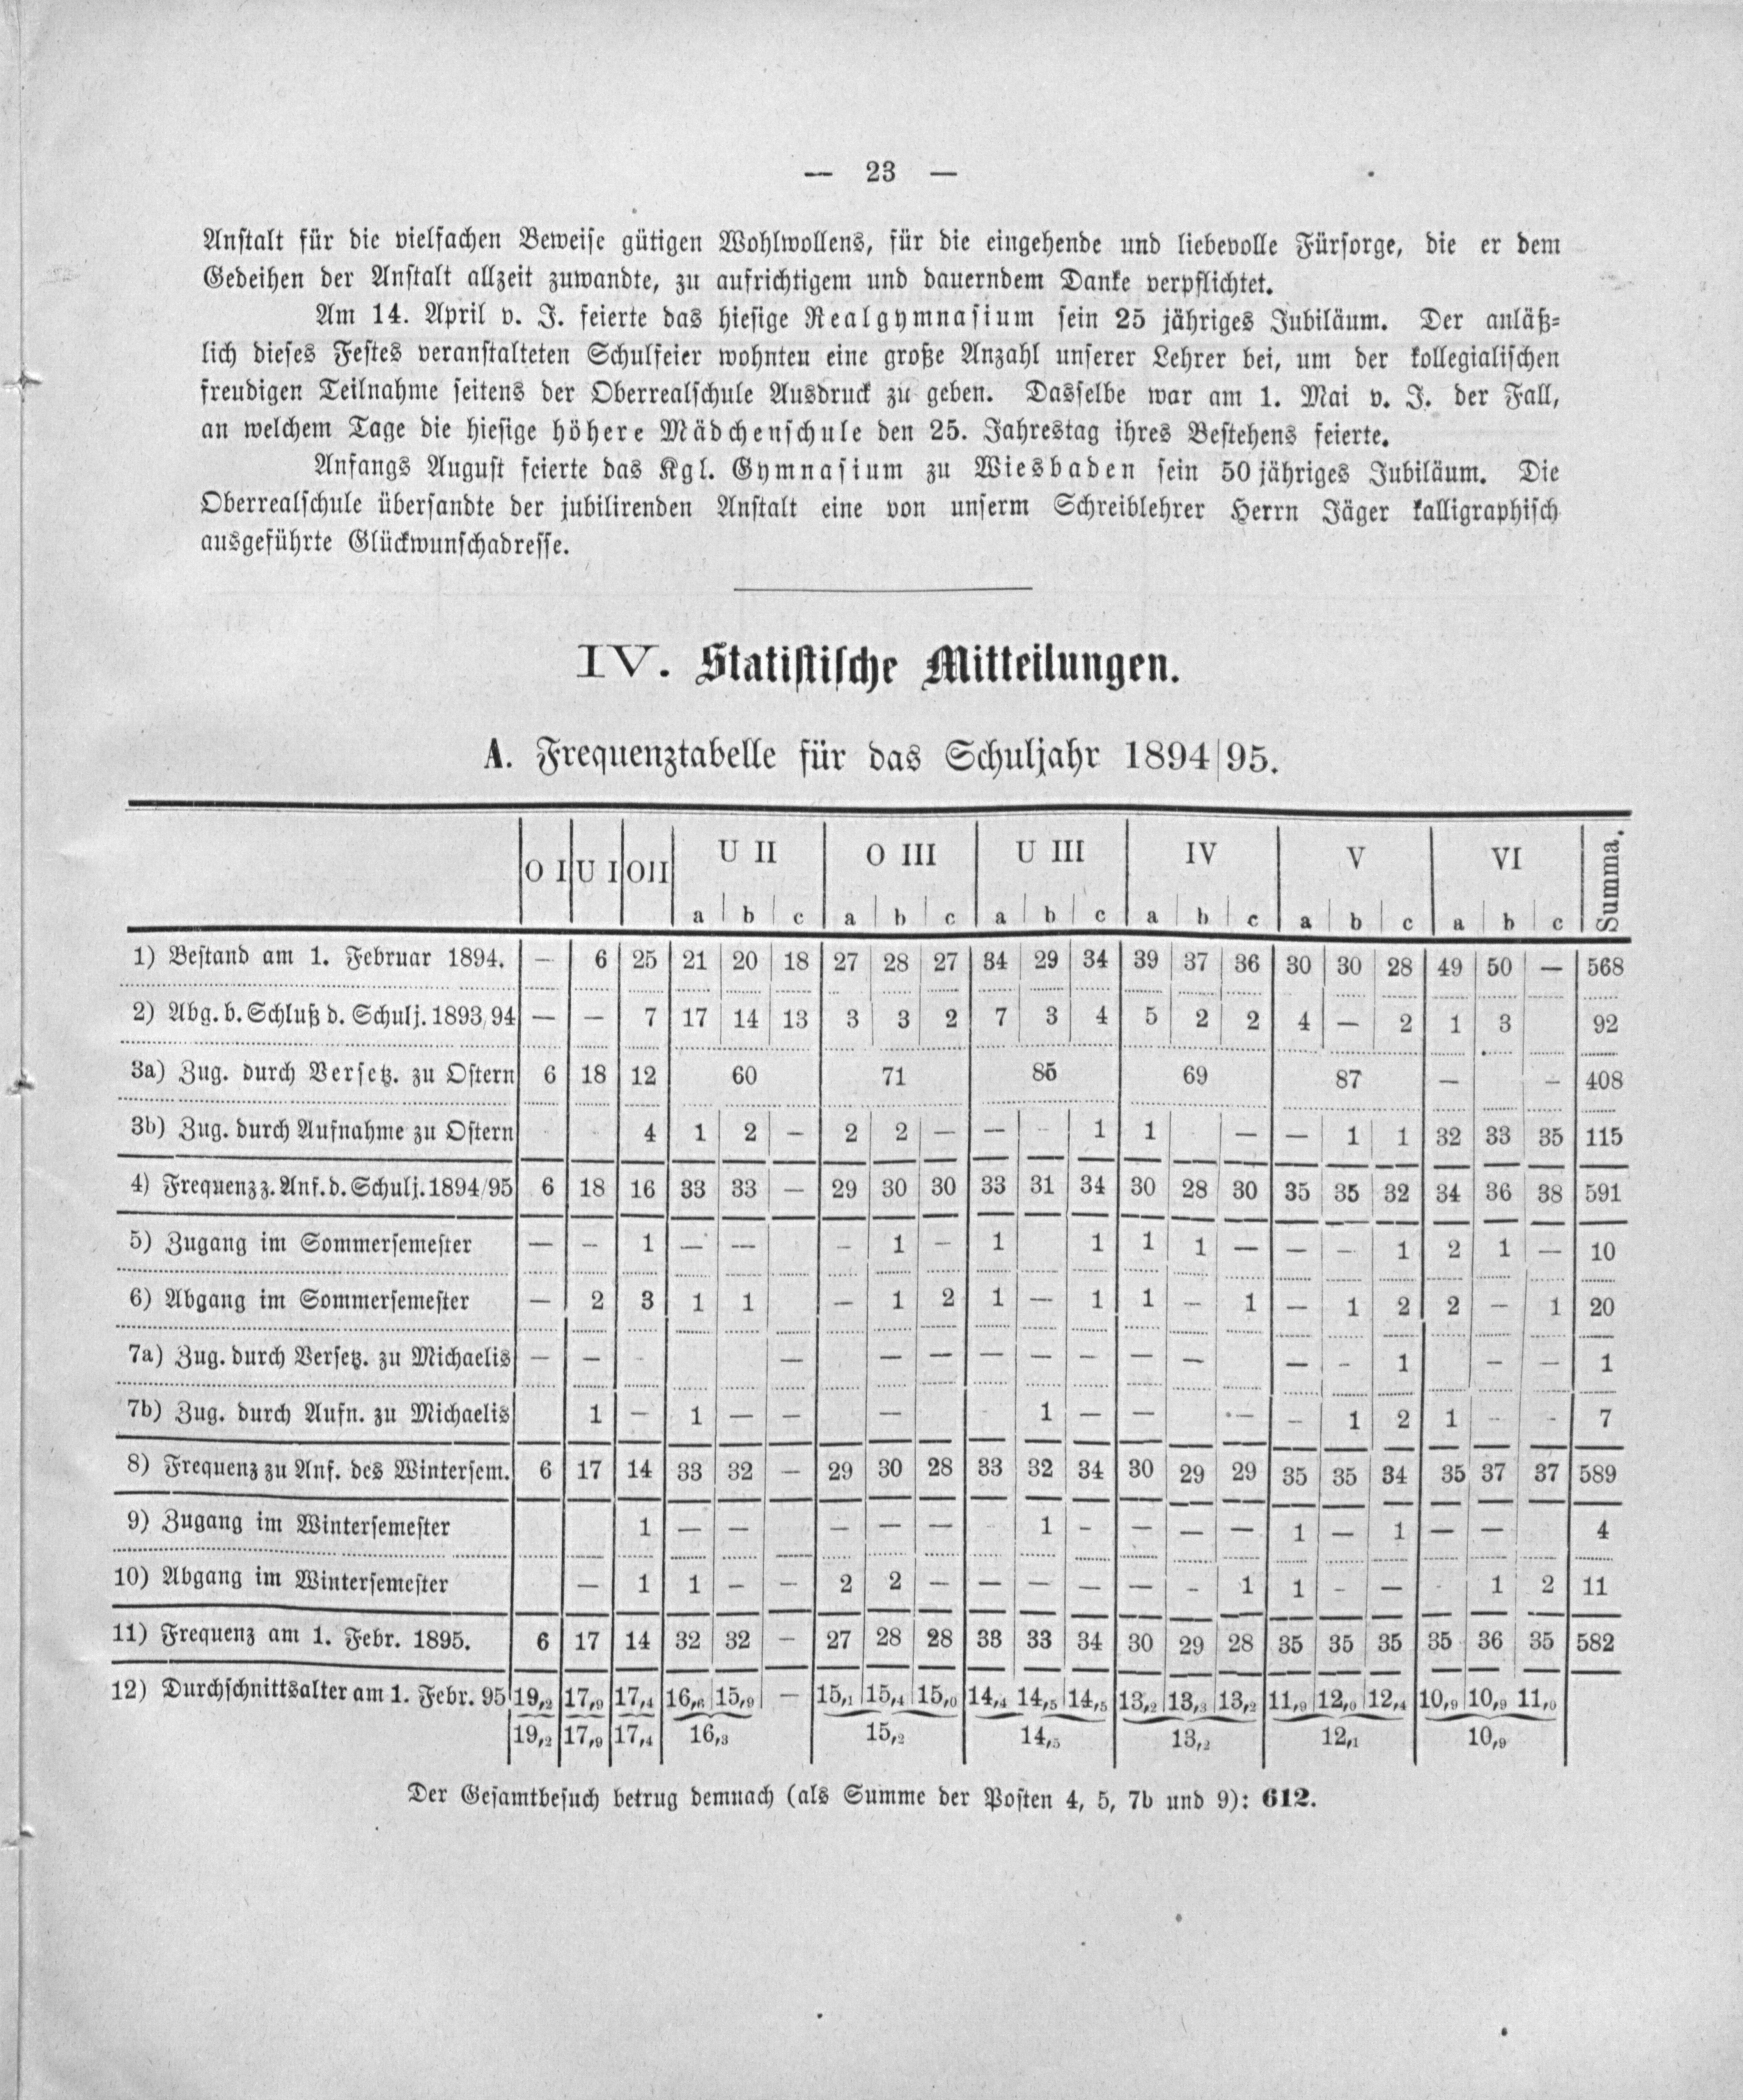 — 23 —
Anstalt für die vielfachen Beweise gütigen Wohlwollens, für die eingehende und liebevolle Fürsorge, die er dem
Gedeihen der Anstalt allzeit zuwandte, zu aufrichtigem und dauerndem Danke verpflichtet.
Am 14. April v. J. feierte das hiesige Realgymnasium sein 25 jähriges Jubiläum. Der anläß-
lich dieses Festes veranstalteten Schulfeier wohnten eine große Anzahl unserer Lehrer bei, um der kollegialischen
freudigen Teilnahme seitens der Oberrealschule Ausdruck zu geben. Dasselbe war am 1. Mai v. J. der Fall,
an welchem Tage die hiesige höhere Mädchenschule den 25. Jahrestag ihres Bestehens feierte.
Anfangs August feierte das Kgl. Gymnasium zu Wiesbaden sein 50 jähriges Jubiläum. Die
Oberrealschule übersandte der jubilirenden Anstalt eine von unserm Schreiblehrer Herrn Jäger kalligraphisch
ausgeführte Glückwunschadresse.
IV. Statistische Mitteilungen.
A. Frequenztabelle für das Schuljahr 1894/95.
O I U I OII U II O III U III IV V VI Summa.
a b c a b c a b c a b c a b c a b c
1) Bestand am 1. Februar 1894. — 6 25 21 20 18 27 28 27 34 29 34 39 37 36 30 30 28 49 50 — 568
2) Abg. b. Schluß d. Schulj. 1893/94 — — 7 17 14 13 3 3 2 7 3 4 5 2 2 4 — 2 1 3 92
3a) Zug. durch Versetz. zu Ostern 6 18 12 60 71 85 69 87 — — 408
3b) Zug. durch Aufnahme zu Ostern - - 4 1 2 — 2 2 — — - 1 1 — — 1 1 32 33 35 115
4) Frequenz z. Anf. d. Schulj. 1894/95 6 18 16 33 33 — 29 30 30 33 31 34 30 28 30 35 35 32 34 36 38 591
5) Zugang im Sommersemester — — 1 — — — 1 — 1 1 1 1 — — — 1 2 1 — 10
6) Abgang im Sommersemester — 2 3 1 1 — 1 2 1 — 1 1 — 1 — 1 2 2 — 1 20
7a) Zug. durch Versetz. zu Michaelis — — - — — — — — — — — — - 1 — — 1
7b) Zug. durch Aufn. zu Michaelis 1 — 1 — — — - 1 — — — — 1 2 1 - - 7
8) Frequenz zu Anf. des Wintersem. 6 17 14 33 32 — 29 30 28 33 32 34 30 29 29 35 35 34 35 37 37 589
9) Zugang im Wintersemester 1 — — — — — - 1 - — — — 1 — 1 — — 4
10) Abgang im Wintersemester — 1 1 — — 2 2 — — — — — - 1 1 - — - 1 2 11
11) Frequenz am 1. Febr. 1895. 6 17 14 32 32 — 27 28 28 33 33 34 30 29 28 35 35 35 35 36 35 582
12) Durchschnittsalter am 1. Febr. 95 19,2 17,9 17,4 16,6 15,9 — 15,1 15,4 15,0 14,4 14,5 14,5 13,2 13,3 13,2 11,9 12,0 12,4 10,9 10,9 11,0
19,2 17,9 17,4 16,3 15,2 14,5 13,2 12,1 10,9
Der Gesamtbesuch betrug demnach (als Summe der Posten 4, 5, 7b und 9): 612.